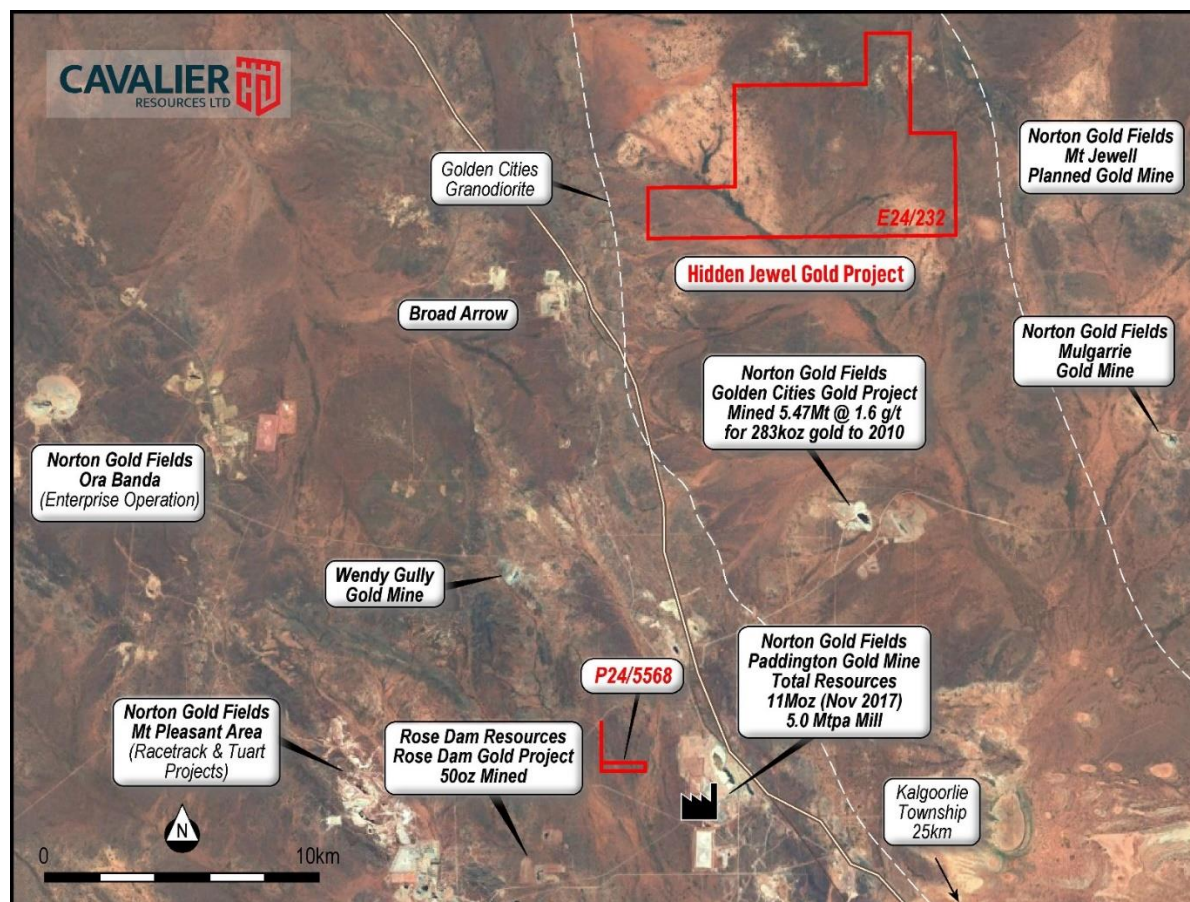 CAVALIER
RESOURCES LTD
Golden Cities
Granodiorite
Norton Gold Fields
Mt Jewell
Planned Gold Mine
E24/232
Hidden Jewel Gold Project
Broad Arrow
Norton Gold Fields
Mulgarrie
Gold Mine
Norton Gold Fields
Golden Cities Gold Project
Mined 5.47Mt @ 1.6 g/t
for 283koz gold to 2010
Norton Gold Fields
Ora Banda
(Enterprise Operation)
Wendy Gully
Gold Mine
Norton Gold Fields
Paddington Gold Mine
Total Resources
11Moz (Nov 2017)
5.0 Mtpa Mill
P24/5568
Norton Gold Fields
Mt Pleasant Area
(Racetrack & Tuart
Projects)
Rose Dam Resources
Rose Dam Gold Project
50oz Mined
Kalgoorlie
Township
25km
N
0
10km